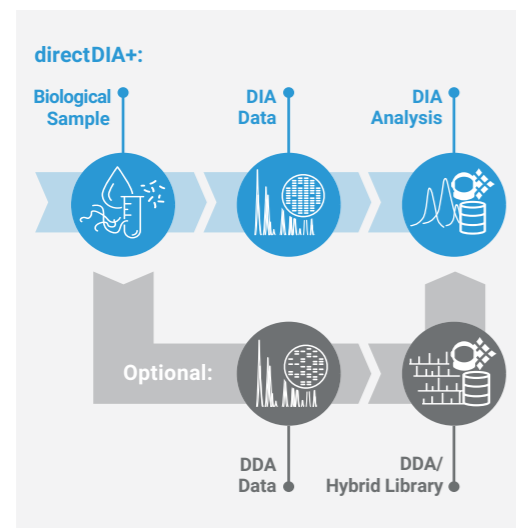 directDIA+:
Biological
Sample
DIA
Data
DIA
Analysis
Optional:
DDA
Data
DDA/
Hybrid Library